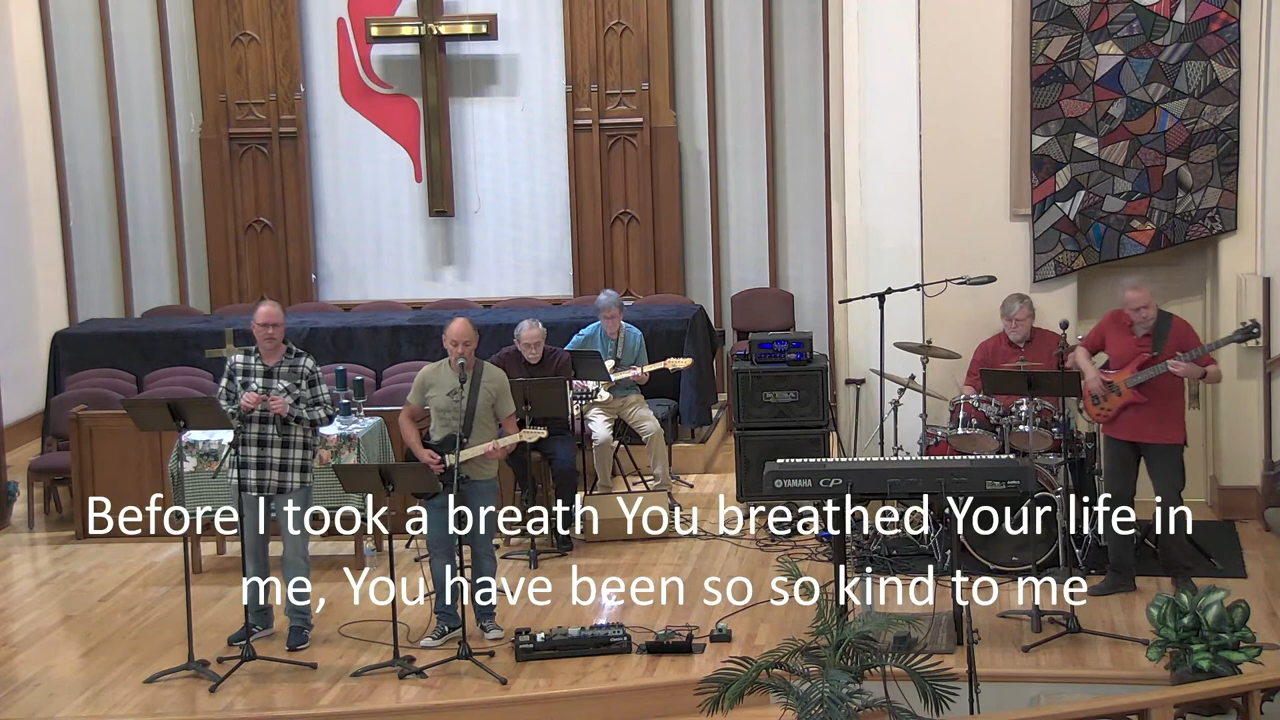 MESA
YAMAHA CP
Before I took a breath You breathed Your life in
me, You have been so so kind to me